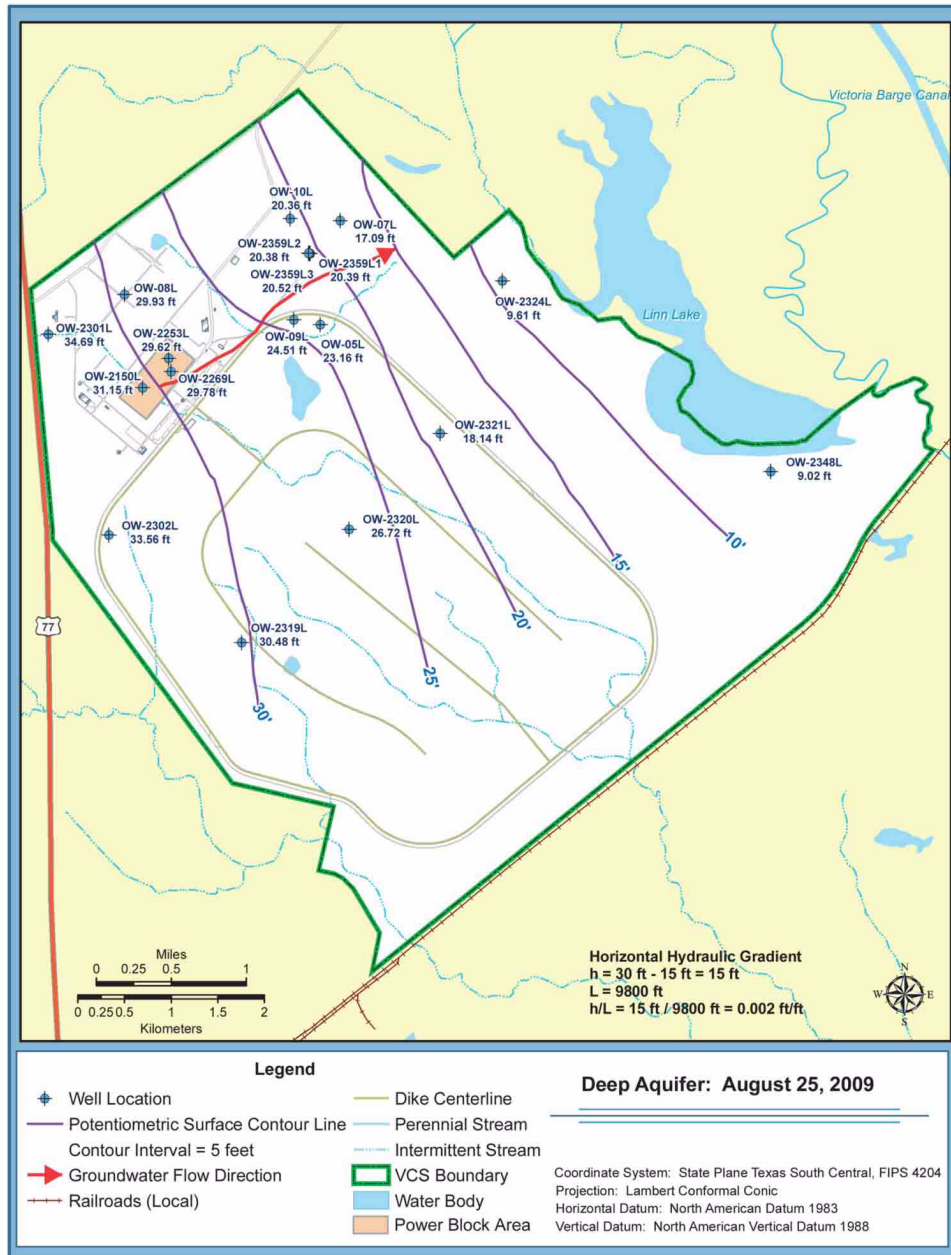 Victoria Barge Canal
OW-10L
20.36 ft
OW-07L
17.09 ft
OW-2359L2
20.38 ft
OW-2359L1
20.39 ft
OW-2359L3
20.52 ft
OW-08L
29.93 ft
OW-2324L
9.61 ft
Linn Lake
OW-2301L
34.69 ft
OW-2253L
29.62 ft
OW-09L
24.51 ft
OW-05L
23.16 ft
OW-2150L
31.15 ft
OW-2269L
29.78 ft
OW-2321L
18.14 ft
OW-2348L
9.02 ft
OW-2302L
33.56 ft
OW-2320L
26.72 ft
10'
15'
20'
77
OW-2319L
30.48 ft
25'
30'
Miles
0 0.25 0.5 1
0 0.25 0.5 1 1.5 2
Kilometers
Horizontal Hydraulic Gradient
h = 30 ft - 15 ft = 15 ft
L = 9800 ft
h/L = 15 ft / 9800 ft = 0.002 ft/ft
N
W E
S
Legend
Well Location
Potentiometric Surface Contour Line
Contour Interval = 5 feet
Groundwater Flow Direction
Railroads (Local)
Dike Centerline
Perennial Stream
Intermittent Stream
VCS Boundary
Water Body
Power Block Area
Deep Aquifer: August 25, 2009
Coordinate System: State Plane Texas South Central, FIPS 4204
Projection: Lambert Conformal Conic
Horizontal Datum: North American Datum 1983
Vertical Datum: North American Vertical Datum 1988